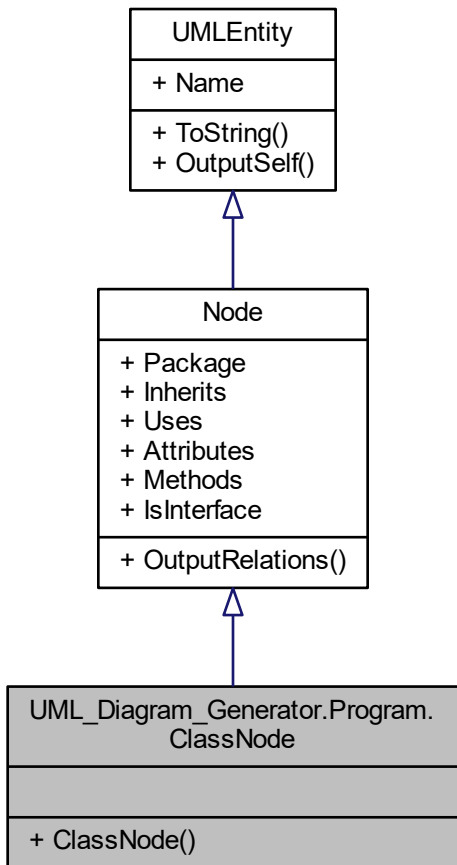 UMLEntity
+ Name
+ ToString()
+ OutputSelf()
Node
+ Package
+ Inherits
+ Uses
+ Attributes
+ Methods
+ IsInterface
+ OutputRelations()
UML_Diagram_Generator.Program.
ClassNode
+ ClassNode()